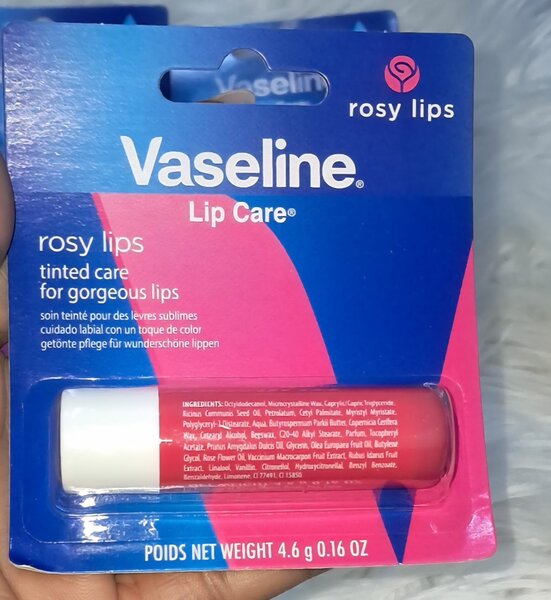 Vaseline
rosy lips
Vaseline®
Lip Care®
rosy lips
tinted care
for gorgeous lips
soin teinté pour des lèvres sublimes
cuidado labial con un toque de color
getönte pflege für wunderschöne lippen
INGREDIENTS: Octyldodecanol, Microcrystalline Wax, Caprylic/Capric Triglyceride,
Ricinus Communis Seed Oil, Petrolatum, Cetyl Palmitate, Myristyl Myristate,
Polyglyceryl-3 Distearate, Aqua, Butyrospermum Parkii Butter, Copernicia Cerifera
Wax, Cetearyl Alcohol, Beeswax, C20-40 Alkyl Stearate, Parfum, Tocopheryl
Acetate, Prunus Amygdalus Dulcis Oil, Glycerin, Olea Europaea Fruit Oil, Butylene
Glycol, Rose Flower Oil, Vaccinium Macrocarpon Fruit Extract, Rubus Idaeus Fruit
Extract, Linalool, Vanillin, Citronellol, Hydroxycitronellal, Benzyl Benzoate,
Benzaldehyde, Limonene, CI 77491, CI 15850
POIDS NET WEIGHT 4.6 g 0.16 OZ